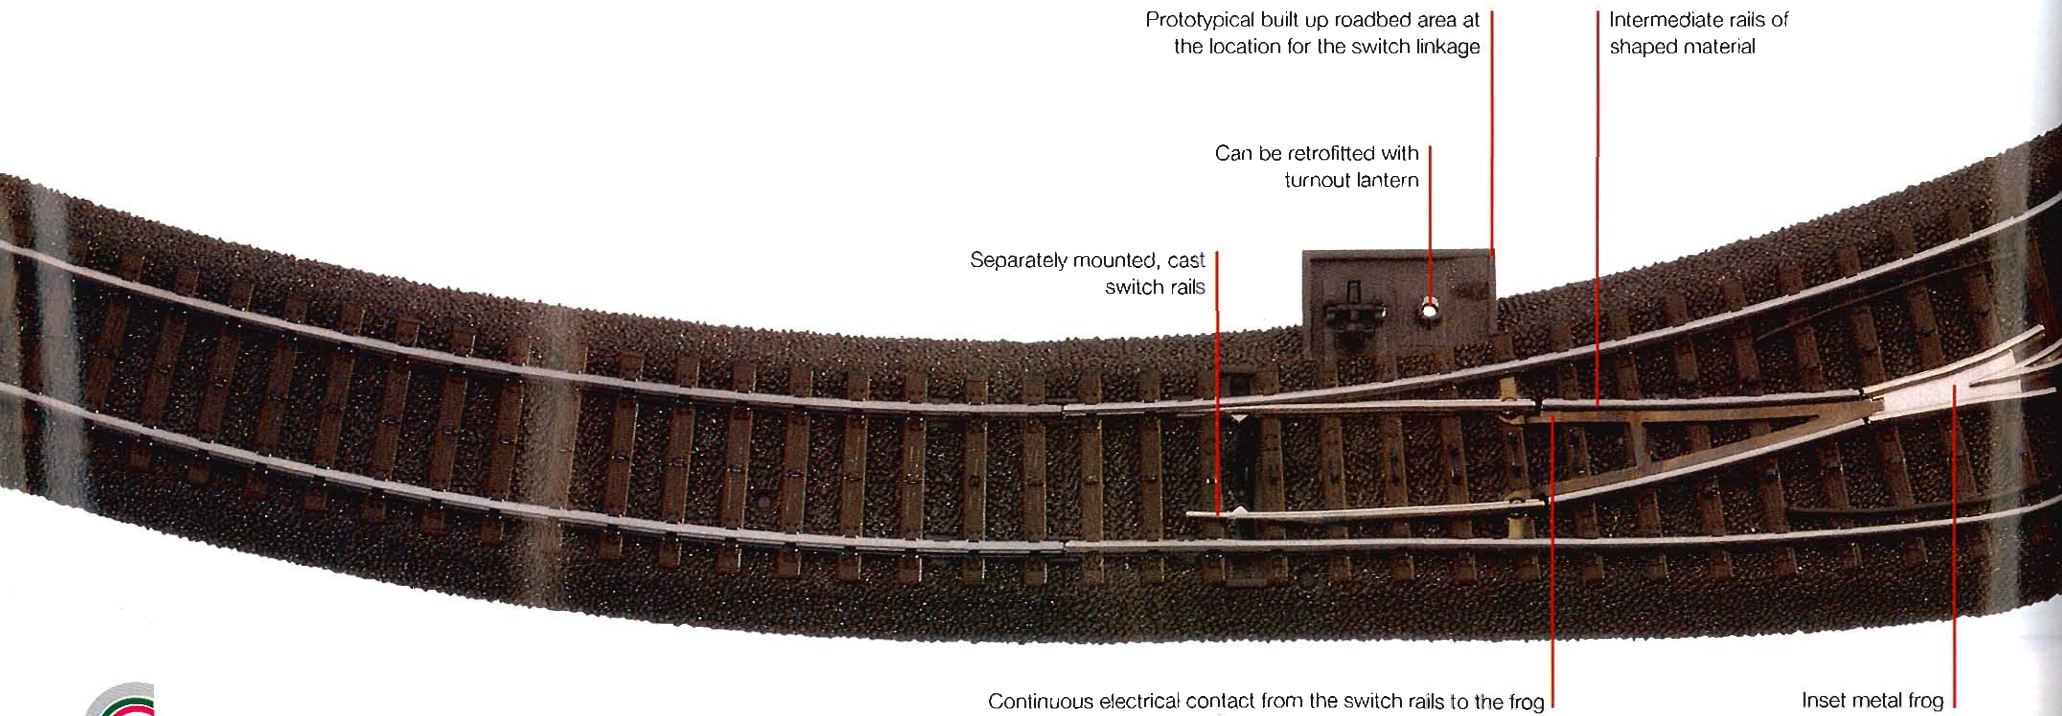 Prototypical built up roadbed area at
the location for the switch linkage
Intermediate rails of
shaped material
Can be retrofitted with
turnout lantern
Separately mounted, cast
switch rails
Continuous electrical contact from the switch rails to the frog
Inset metal frog